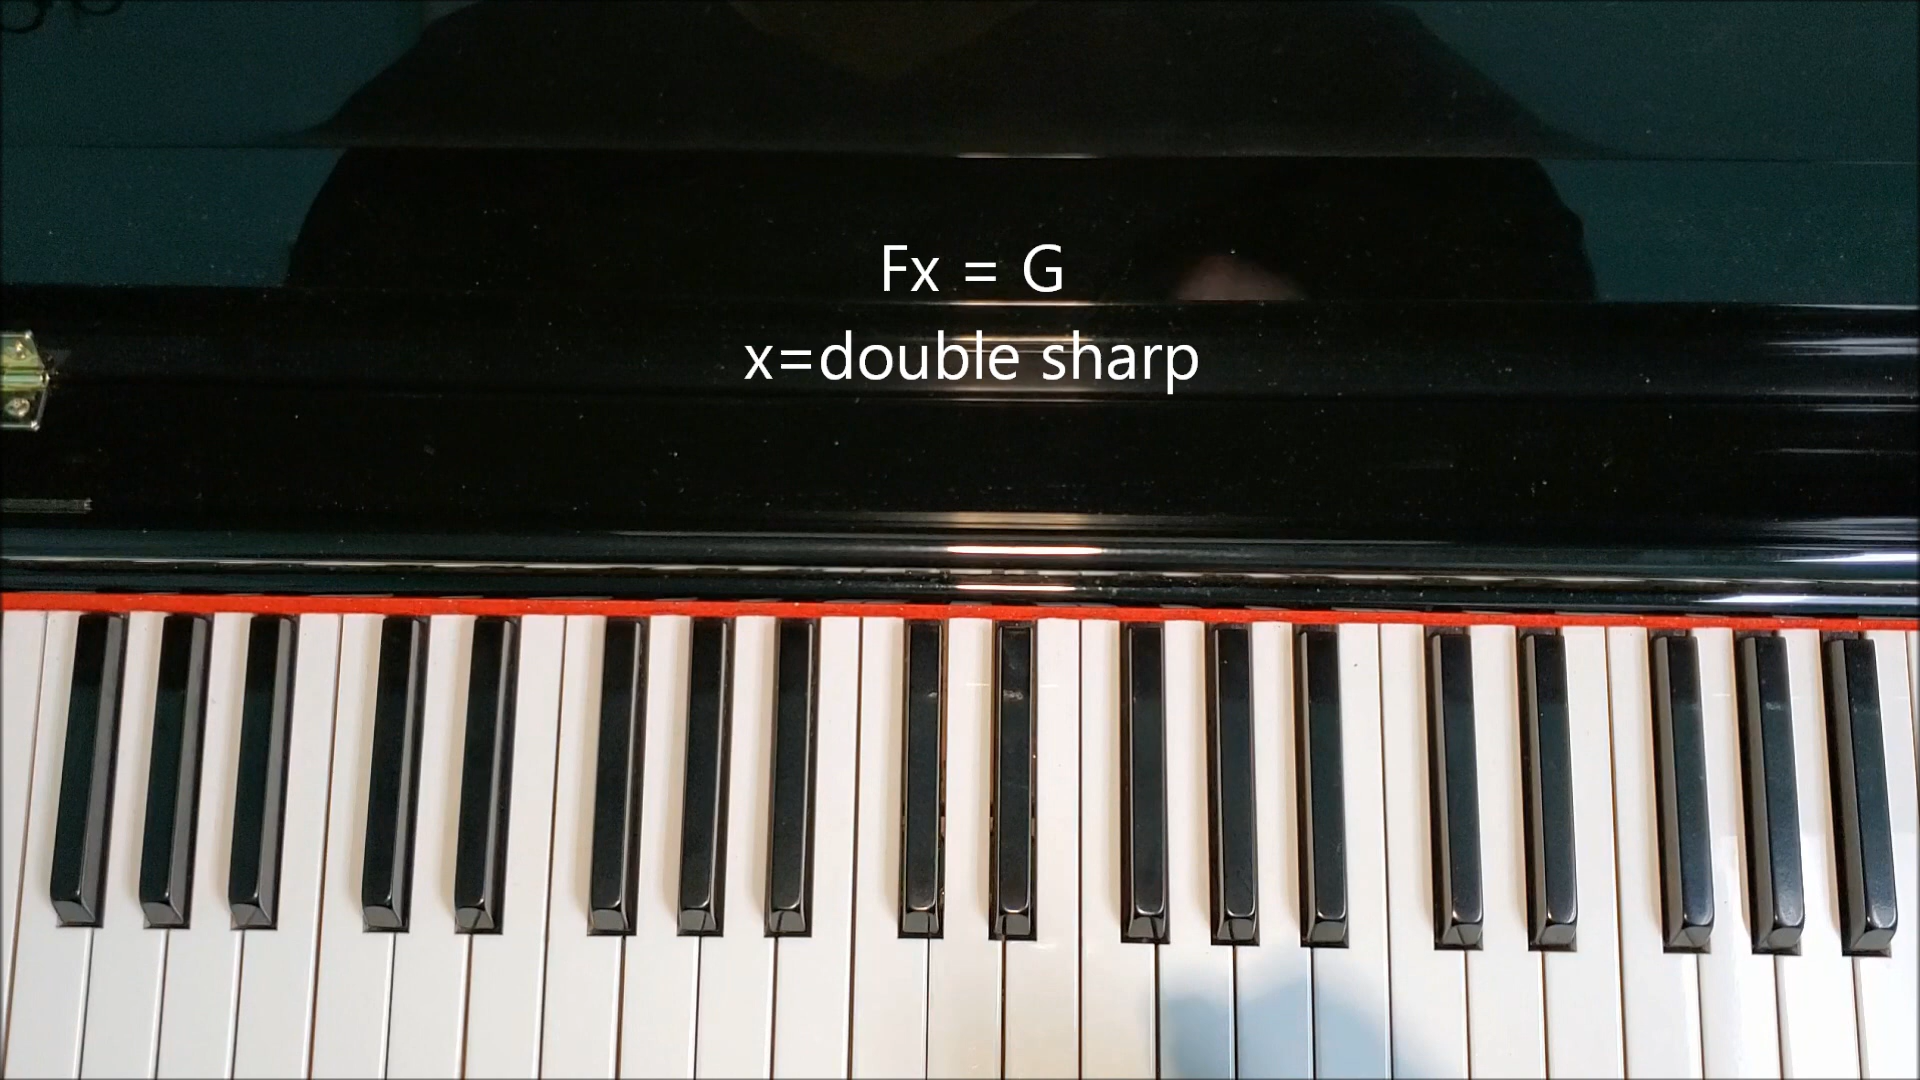 Fx = G
x=double sharp